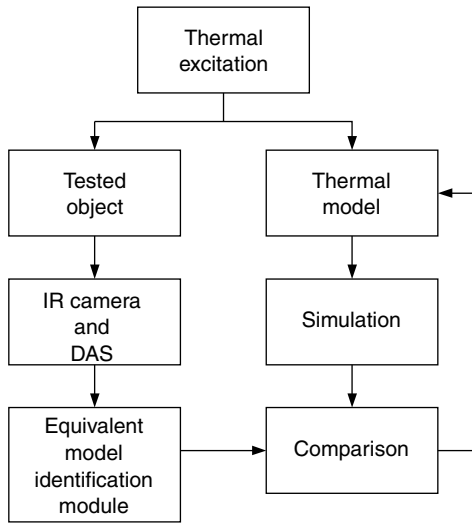 Thermal
excitation
Tested
object
Thermal
model
IR camera
and
DAS
Simulation
Equivalent
model
identification
module
Comparison